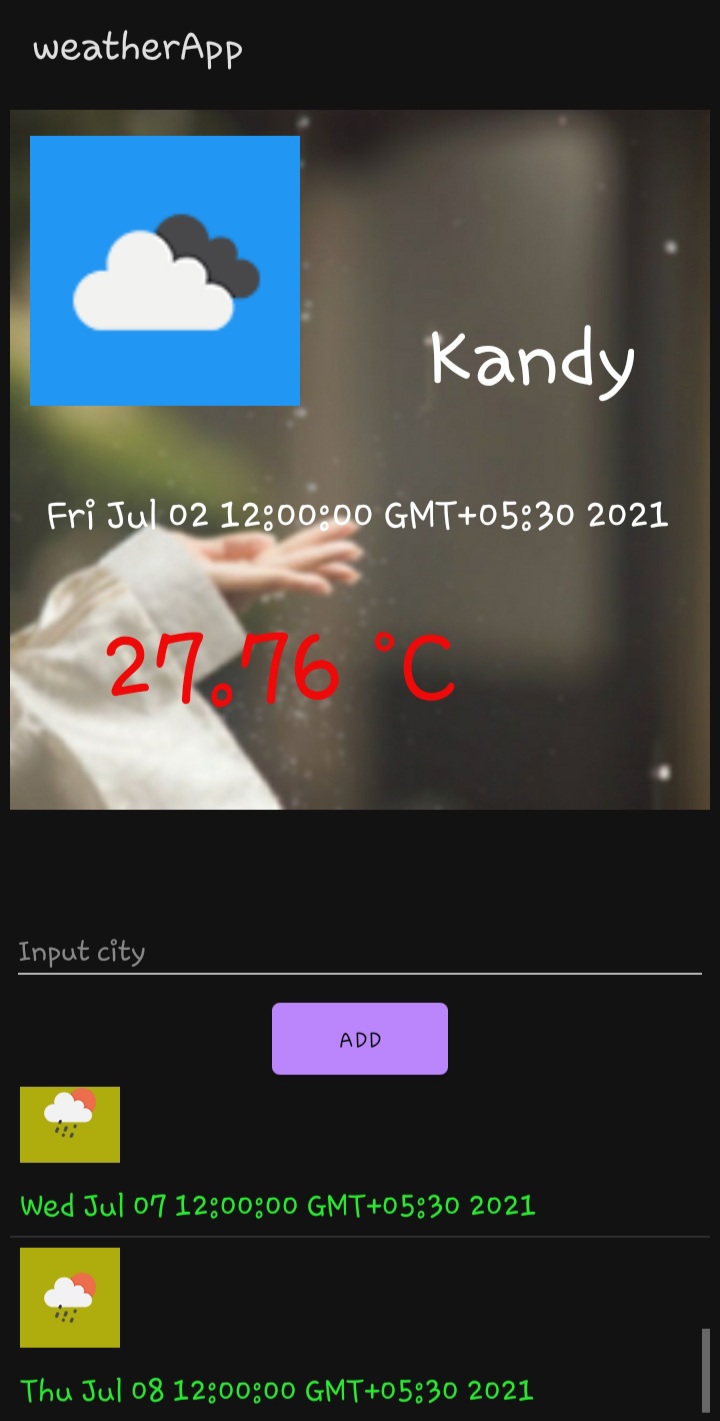 weatherApp
Kandy
Fri Jul 02 12:00:00 GMT+05:30 2021
27.76 °C
Input city
ADD
Wed Jul 07 12:00:00 GMT+05:30 2021
Thu Jul 08 12:00:00 GMT+05:30 2021